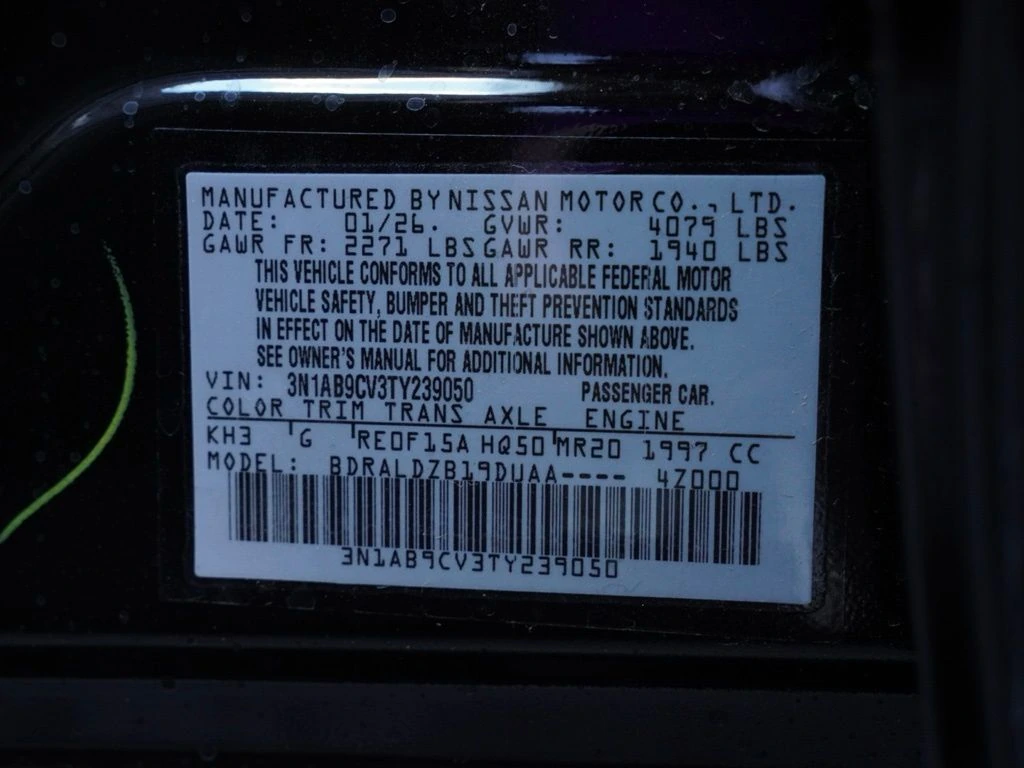 MANUFACTURED BY NISSAN MOTOR CO., LTD.
DATE: 01/26. GVWR: 4079 LBS
GAWR FR: 2271 LBS GAWR RR: 1940 LBS
THIS VEHICLE CONFORMS TO ALL APPLICABLE FEDERAL MOTOR
VEHICLE SAFETY, BUMPER AND THEFT PREVENTION STANDARDS
IN EFFECT ON THE DATE OF MANUFACTURE SHOWN ABOVE.
SEE OWNER'S MANUAL FOR ADDITIONAL INFORMATION.
VIN: 3N1AB9CV3TY239050 PASSENGER CAR.
COLOR TRIM TRANS AXLE ENGINE
KH3 G RE0F15A HQ50 MR20 1997 CC
MODEL: BDRALDZB19DUAA---- 4Z000
3N1AB9CV3TY239050